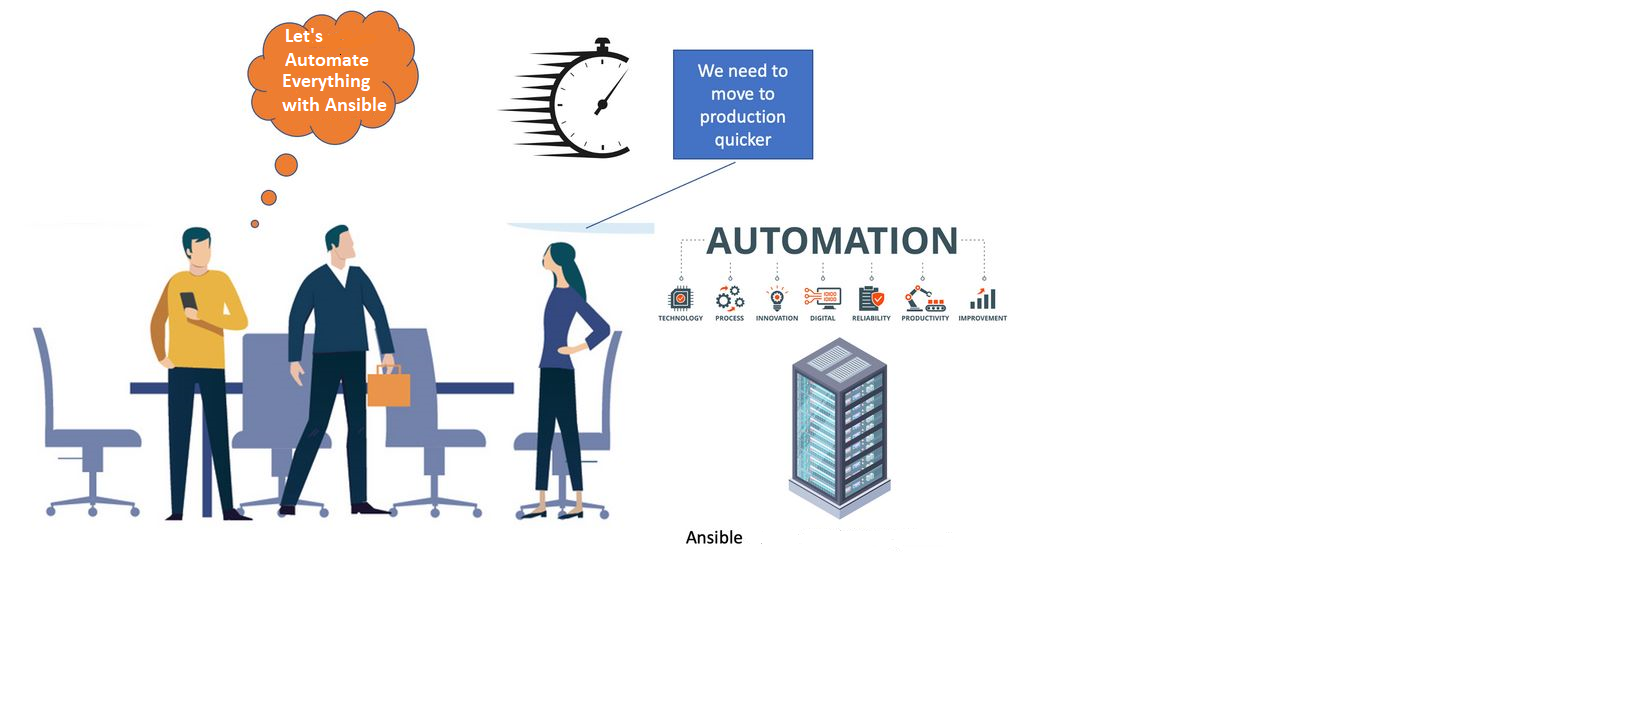 Let's
Automate
Everything
with Ansible
We need to
move to
production
quicker
AUTOMATION
TECHNOLOGY PROCESS INNOVATION DIGITAL RELIABILITY PRODUCTIVITY IMPROVEMENT
Ansible